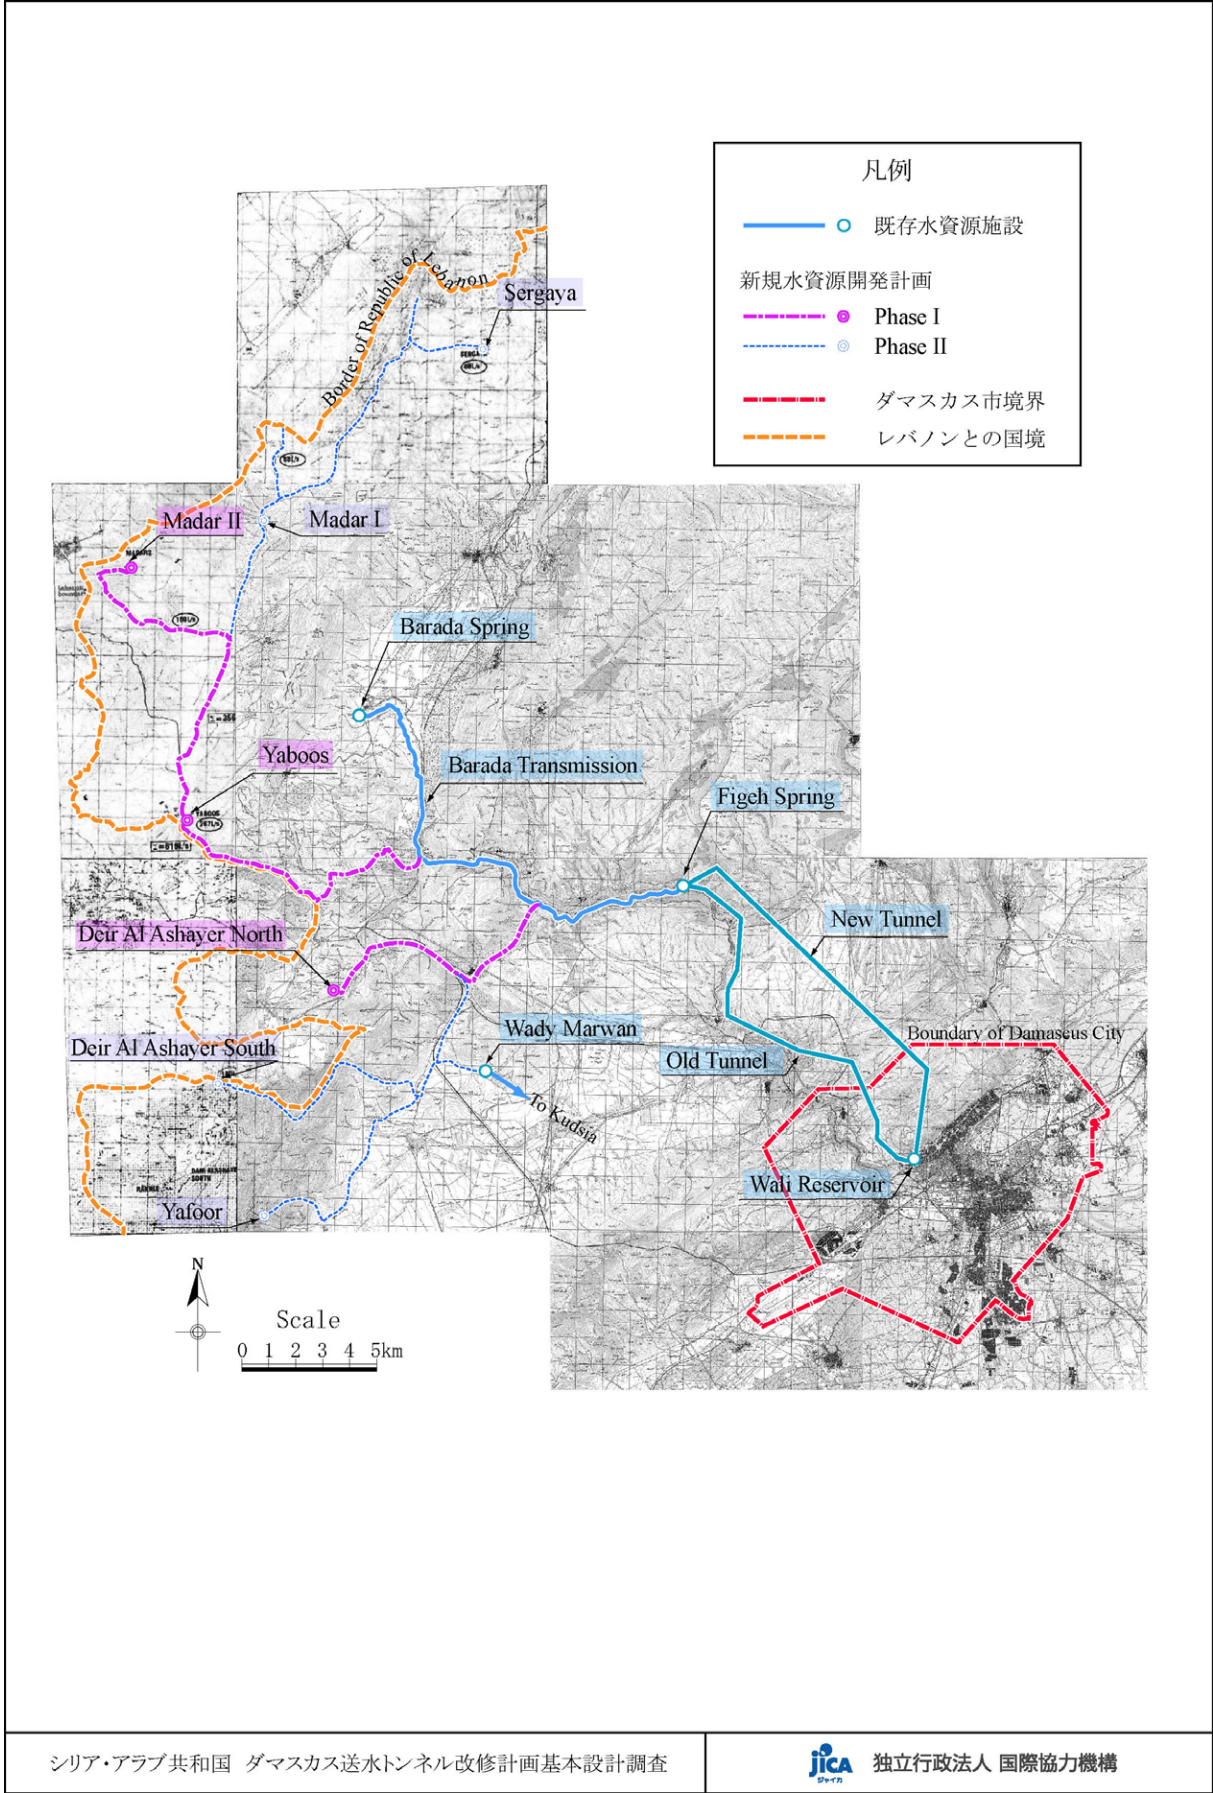 凡例
既存水資源施設
新規水資源開発計画
Phase I
Phase II
ダマスカス市境界
レバノンとの国境
Border of Republic of Lebanon
Sergaya
Madar II
Madar I
Barada Spring
Yaboos
Barada Transmission
Figeh Spring
New Tunnel
Deir Al Ashayer North
Wady Marwan
Boundary of Damascus City
Deir Al Ashayer South
Old Tunnel
To Kudsia
Wali Reservoir
Yafoor
N
Scale
0 1 2 3 4 5km
シリア・アラブ共和国 ダマスカス送水トンネル改修計画基本設計調査
jICA
ジャイカ
独立行政法人 国際協力機構